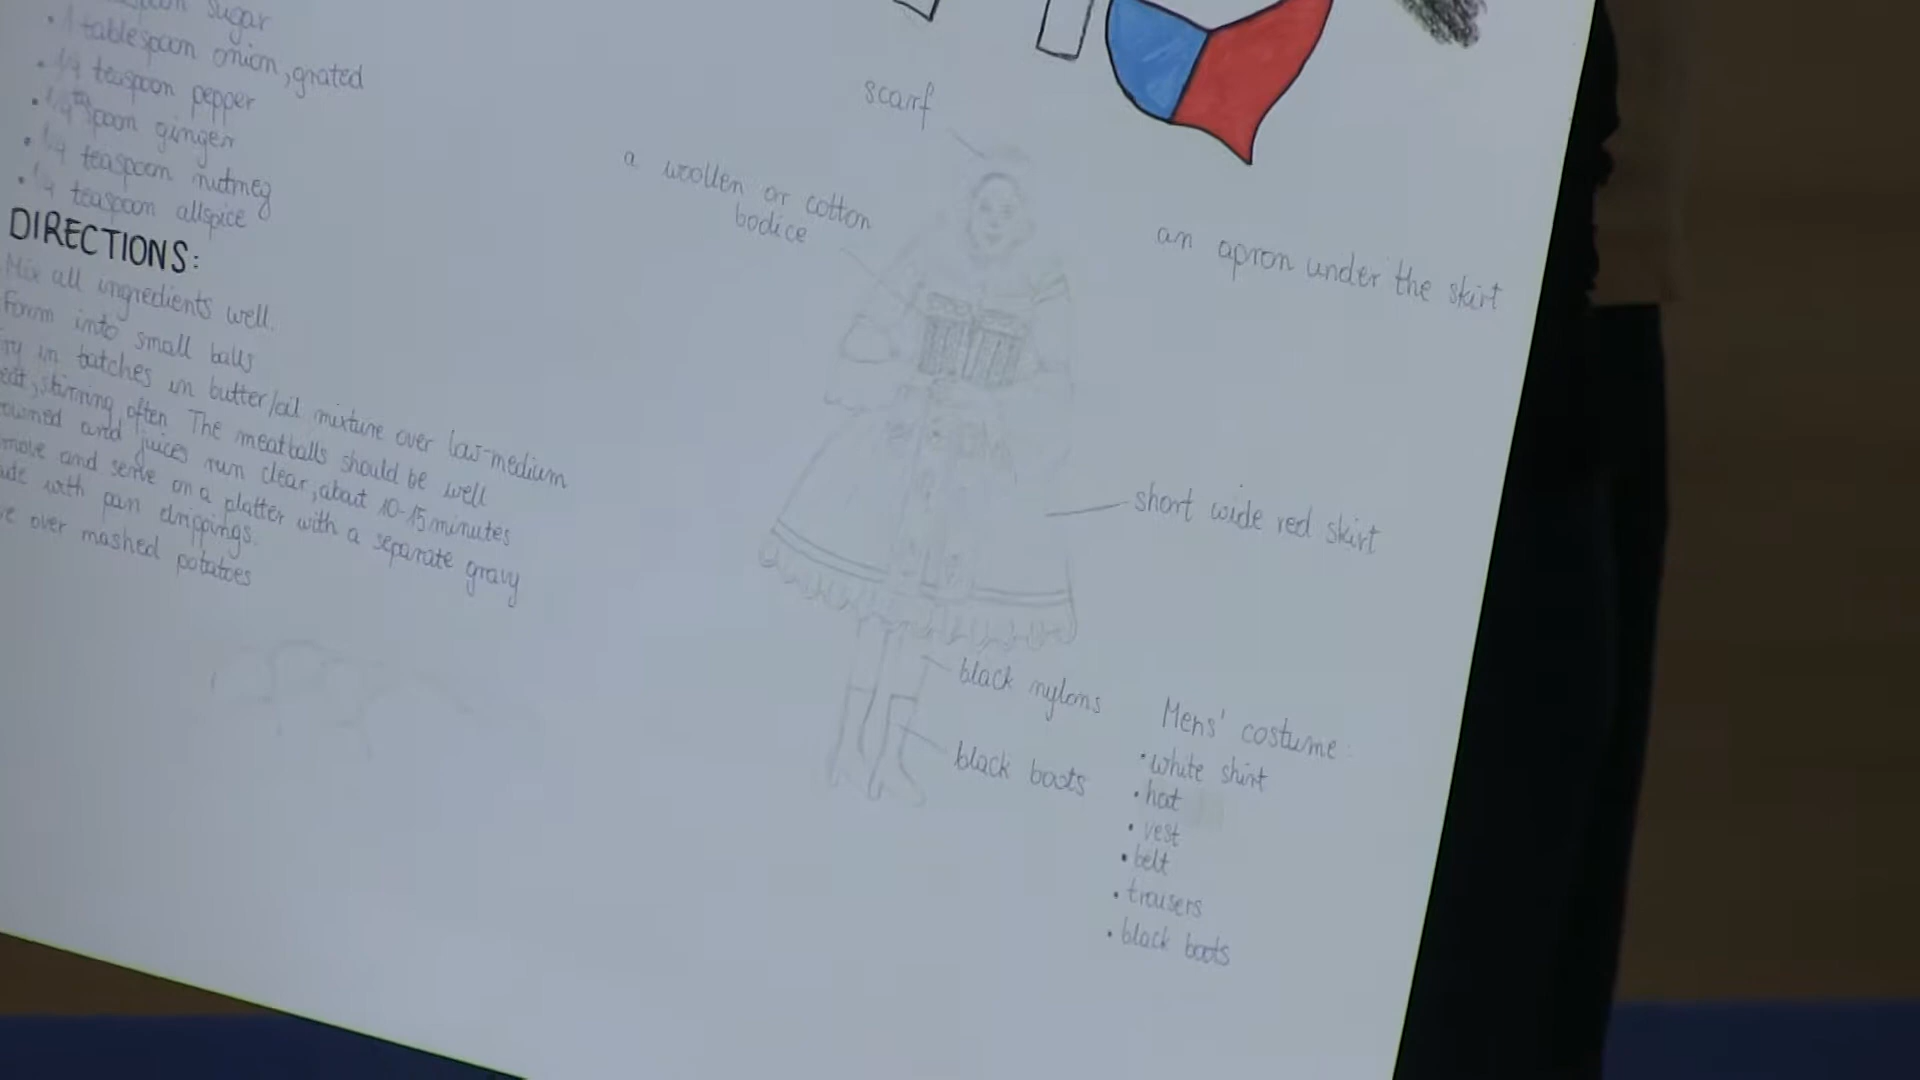 sugar
1 tablespoon onion, grated
1/4 teaspoon pepper
spoon ginger
1/4 teaspoon nutmeg
1/4 teaspoon allspice
DIRECTIONS:
Mix all ingredients well.
Form into small balls
in batches in butter/oil mixture over low-medium
stirring often. The meatballs should be well
and juices run clear, about 10-15 minutes
and serve on a platter with a separate gravy
with pan drippings.
over mashed potatoes
scarf
a woollen or cotton
bodice
an apron under the skirt
short wide red skirt
black nylons
black boots
Mens' costume:
• white shirt
• hat
• vest
• belt
• trousers
• black boots